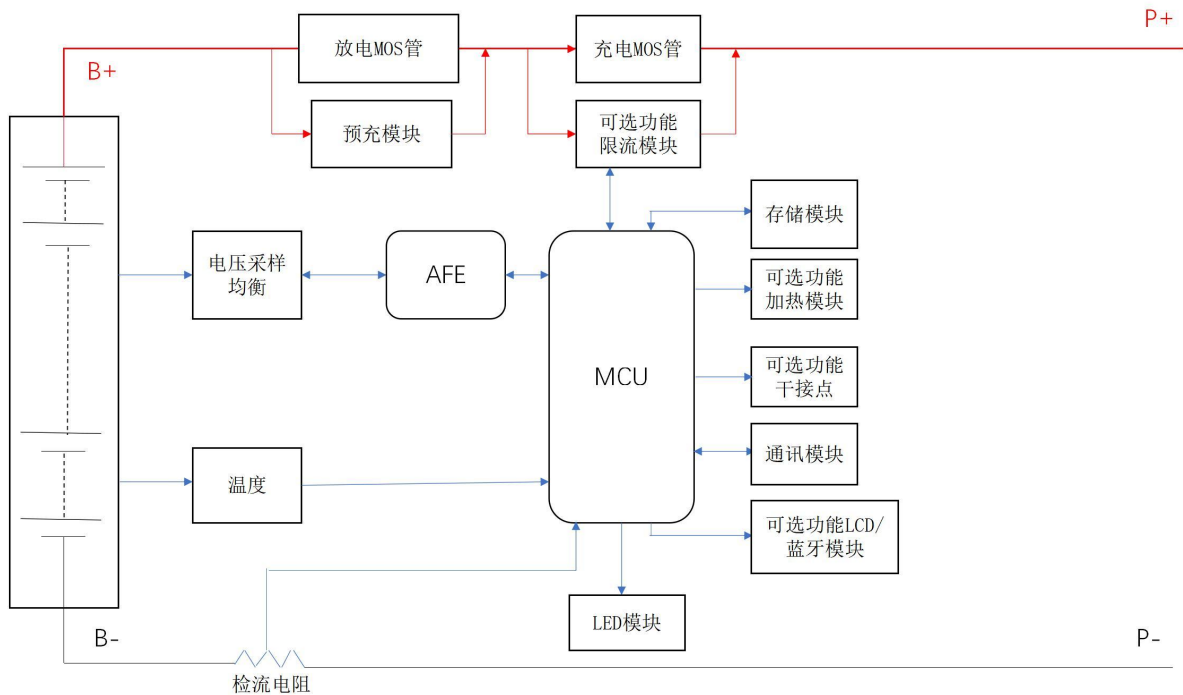 P+
放电MOS管
充电MOS管
B+
预充模块
可选功能
限流模块
存储模块
电压采样
均衡
AFE
可选功能
加热模块
MCU
可选功能
干接点
通讯模块
温度
可选功能LCD/
蓝牙模块
LED模块
B-
P-
检流电阻